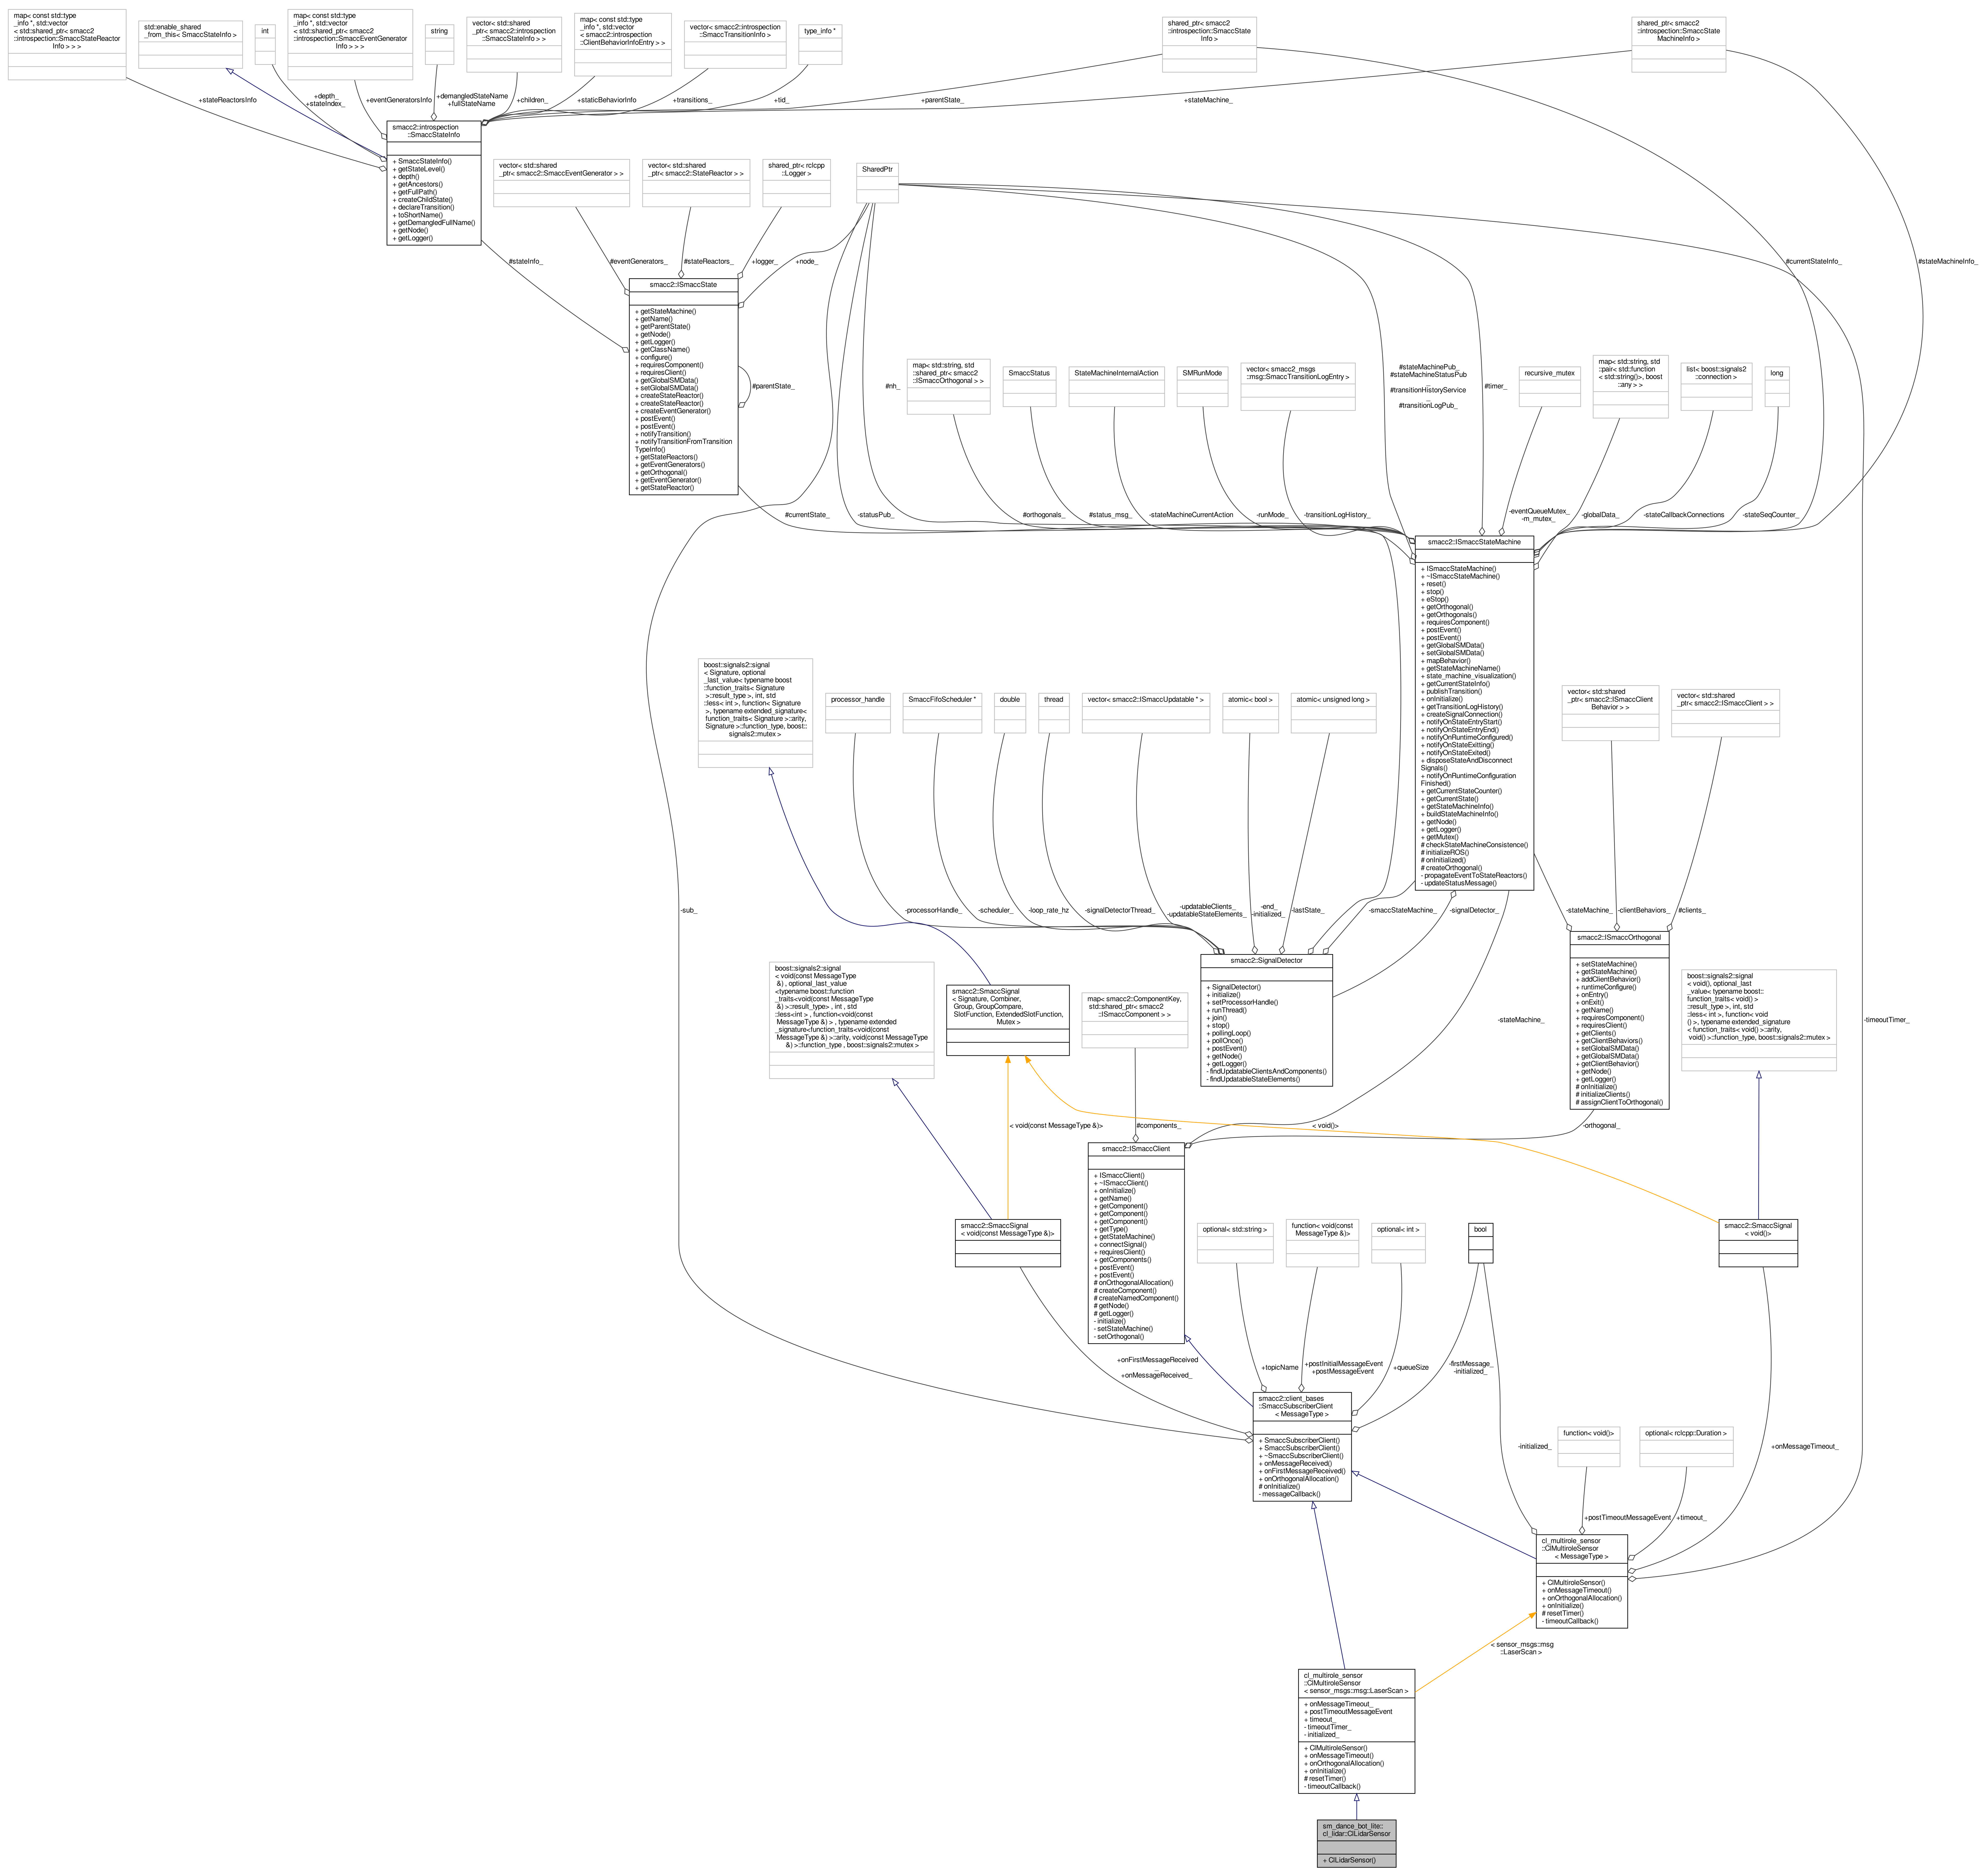 map< const std::type
_info *, std::vector
< std::shared_ptr< smacc2
::introspection::SmaccStateReactor
Info > > >
std::enable_shared
_from_this< SmaccStateInfo >
int
map< const std::type
_info *, std::vector
< std::shared_ptr< smacc2
::introspection::SmaccEventGenerator
Info > > >
string
vector< std::shared
_ptr< smacc2::introspection
::SmaccStateInfo > >
map< const std::type
_info *, std::vector
< smacc2::introspection
::ClientBehaviorInfoEntry > >
vector< smacc2::introspection
::SmaccTransitionInfo >
type_info *
shared_ptr< smacc2
::introspection::SmaccState
Info >
shared_ptr< smacc2
::introspection::SmaccState
MachineInfo >
+stateReactorsInfo
+depth_
+stateIndex_
+eventGeneratorsInfo
+demangledStateName
+fullStateName
+children_
+staticBehaviorInfo
+transitions_
+tid_
+parentState_
+stateMachine_
smacc2::introspection
::SmaccStateInfo
+ SmaccStateInfo()
+ getStateLevel()
+ depth()
+ getAncestors()
+ getFullPath()
+ createChildState()
+ declareTransition()
+ toShortName()
+ getDemangledFullName()
+ getNode()
+ getLogger()
vector< std::shared
_ptr< smacc2::SmaccEventGenerator > >
vector< std::shared
_ptr< smacc2::StateReactor > >
shared_ptr< rclcpp
::Logger >
SharedPtr
#stateInfo_
#eventGenerators_
#stateReactors_
+logger_
+node_
#currentStateInfo_
#stateMachineInfo_
smacc2::ISmaccState
+ getStateMachine()
+ getName()
+ getParentState()
+ getNode()
+ getLogger()
+ getClassName()
+ configure()
+ requiresComponent()
+ requiresClient()
+ getGlobalSMData()
+ setGlobalSMData()
+ createStateReactor()
+ createStateReactor()
+ createEventGenerator()
+ postEvent()
+ postEvent()
+ notifyTransition()
+ notifyTransitionFromTransition
TypeInfo()
+ getStateReactors()
+ getEventGenerators()
+ getOrthogonal()
+ getEventGenerator()
+ getStateReactor()
#parentState_
#nh_
map< std::string, std
::shared_ptr< smacc2
::ISmaccOrthogonal > >
SmaccStatus
StateMachineInternalAction
SMRunMode
vector< smacc2_msgs
::msg::SmaccTransitionLogEntry >
#stateMachinePub_
#stateMachineStatusPub
_
#transitionHistoryService
_
#transitionLogPub_
#timer_
recursive_mutex
map< std::string, std
::pair< std::function
< std::string()>, boost
::any > >
list< boost::signals2
::connection >
long
#currentState_
-statusPub_
#orthogonals_
#status_msg_
-stateMachineCurrentAction
-runMode_
-transitionLogHistory_
-eventQueueMutex_
-m_mutex_
-globalData_
-stateCallbackConnections
-stateSeqCounter_
smacc2::ISmaccStateMachine
+ ISmaccStateMachine()
+ ~ISmaccStateMachine()
+ reset()
+ stop()
+ eStop()
+ getOrthogonal()
+ getOrthogonals()
+ requiresComponent()
+ postEvent()
+ postEvent()
+ getGlobalSMData()
+ setGlobalSMData()
+ mapBehavior()
+ getStateMachineName()
+ state_machine_visualization()
+ getCurrentStateInfo()
+ publishTransition()
+ onInitialize()
+ getTransitionLogHistory()
+ createSignalConnection()
+ notifyOnStateEntryStart()
+ notifyOnStateEntryEnd()
+ notifyOnRuntimeConfigured()
+ notifyOnStateExitting()
+ notifyOnStateExited()
+ disposeStateAndDisconnect
Signals()
+ notifyOnRuntimeConfiguration
Finished()
+ getCurrentStateCounter()
+ getCurrentState()
+ getStateMachineInfo()
+ buildStateMachineInfo()
+ getNode()
+ getLogger()
+ getMutex()
# checkStateMachineConsistence()
# initializeROS()
# onInitialized()
# createOrthogonal()
- propagateEventToStateReactors()
- updateStatusMessage()
boost::signals2::signal
< Signature, optional
_last_value< typename boost
::function_traits< Signature
>::result_type >, int, std
::less< int >, function< Signature
>, typename extended_signature<
function_traits< Signature >::arity,
Signature >::function_type, boost::
signals2::mutex >
processor_handle
SmaccFifoScheduler *
double
thread
vector< smacc2::ISmaccUpdatable * >
atomic< bool >
atomic< unsigned long >
vector< std::shared
_ptr< smacc2::ISmaccClient
Behavior > >
vector< std::shared
_ptr< smacc2::ISmaccClient > >
-sub_
-processorHandle_
-scheduler_
-loop_rate_hz
-signalDetectorThread_
-updatableClients_
-updatableStateElements_
-end_
-initialized_
-lastState_
-smaccStateMachine_
-signalDetector_
-stateMachine_
-clientBehaviors_
#clients_
smacc2::SignalDetector
+ SignalDetector()
+ initialize()
+ setProcessorHandle()
+ runThread()
+ join()
+ stop()
+ pollingLoop()
+ pollOnce()
+ postEvent()
+ getNode()
+ getLogger()
- findUpdatableClientsAndComponents()
- findUpdatableStateElements()
smacc2::ISmaccOrthogonal
+ setStateMachine()
+ getStateMachine()
+ addClientBehavior()
+ runtimeConfigure()
+ onEntry()
+ onExit()
+ getName()
+ requiresComponent()
+ requiresClient()
+ getClients()
+ getClientBehaviors()
+ setGlobalSMData()
+ getGlobalSMData()
+ getClientBehavior()
+ getNode()
+ getLogger()
# onInitialize()
# initializeClients()
# assignClientToOrthogonal()
boost::signals2::signal
< void(const MessageType
&) , optional_last_value
<typename boost::function
_traits<void(const MessageType
&) >::result_type> , int , std
::less<int > , function<void(const
MessageType &) > , typename extended
_signature<function_traits<void(const
MessageType &) >::arity, void(const MessageType
&) >::function_type , boost::signals2::mutex >
smacc2::SmaccSignal
< Signature, Combiner,
Group, GroupCompare,
SlotFunction, ExtendedSlotFunction,
Mutex >
map< smacc2::ComponentKey,
std::shared_ptr< smacc2
::ISmaccComponent > >
boost::signals2::signal
< void(), optional_last
_value< typename boost::
function_traits< void() >
::result_type >, int, std
::less< int >, function< void
() >, typename extended_signature
< function_traits< void() >::arity,
void() >::function_type, boost::signals2::mutex >
-stateMachine_
-timeoutTimer_
< void(const MessageType &)>
#components_
< void()>
-orthogonal_
smacc2::ISmaccClient
+ ISmaccClient()
+ ~ISmaccClient()
+ onInitialize()
+ getName()
+ getComponent()
+ getComponent()
+ getComponent()
+ getType()
+ getStateMachine()
+ connectSignal()
+ requiresClient()
+ getComponents()
+ postEvent()
+ postEvent()
# onOrthogonalAllocation()
# createComponent()
# createNamedComponent()
# getNode()
# getLogger()
- initialize()
- setStateMachine()
- setOrthogonal()
smacc2::SmaccSignal
< void(const MessageType &)>
optional< std::string >
function< void(const
MessageType &)>
optional< int >
bool
smacc2::SmaccSignal
< void()>
+onFirstMessageReceived
_
+onMessageReceived_
+topicName
+postInitialMessageEvent
+postMessageEvent
+queueSize
-firstMessage_
-initialized_
smacc2::client_bases
::SmaccSubscriberClient
< MessageType >
+ SmaccSubscriberClient()
+ SmaccSubscriberClient()
+ ~SmaccSubscriberClient()
+ onMessageReceived()
+ onFirstMessageReceived()
+ onOrthogonalAllocation()
# onInitialize()
- messageCallback()
function< void()>
optional< rclcpp::Duration >
-initialized_
+onMessageTimeout_
+postTimeoutMessageEvent
+timeout_
cl_multirole_sensor
::ClMultiroleSensor
< MessageType >
+ ClMultiroleSensor()
+ onMessageTimeout()
+ onOrthogonalAllocation()
+ onInitialize()
# resetTimer()
- timeoutCallback()
< sensor_msgs::msg
::LaserScan >
cl_multirole_sensor
::ClMultiroleSensor
< sensor_msgs::msg::LaserScan >
+ onMessageTimeout_
+ postTimeoutMessageEvent
+ timeout_
- timeoutTimer_
- initialized_
+ ClMultiroleSensor()
+ onMessageTimeout()
+ onOrthogonalAllocation()
+ onInitialize()
# resetTimer()
- timeoutCallback()
sm_dance_bot_lite::
cl_lidar::ClLidarSensor
+ ClLidarSensor()